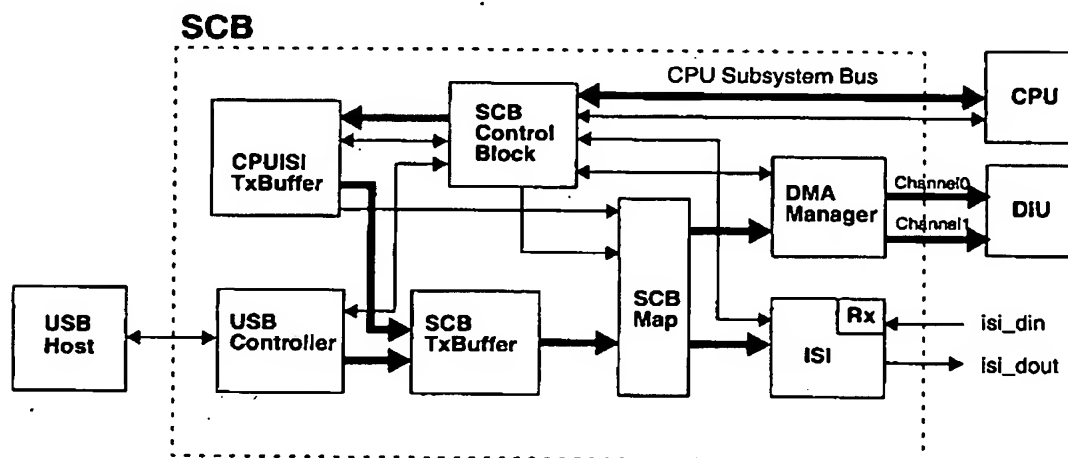 SCB
CPU Subsystem Bus
CPU
SCB
Control
Block
CPUISI
TxBuffer
DMA
Manager
Channel0
Channel1
DIU
SCB
Map
USB
Host
USB
Controller
SCB
TxBuffer
Rx
ISI
isi_din
isi_dout